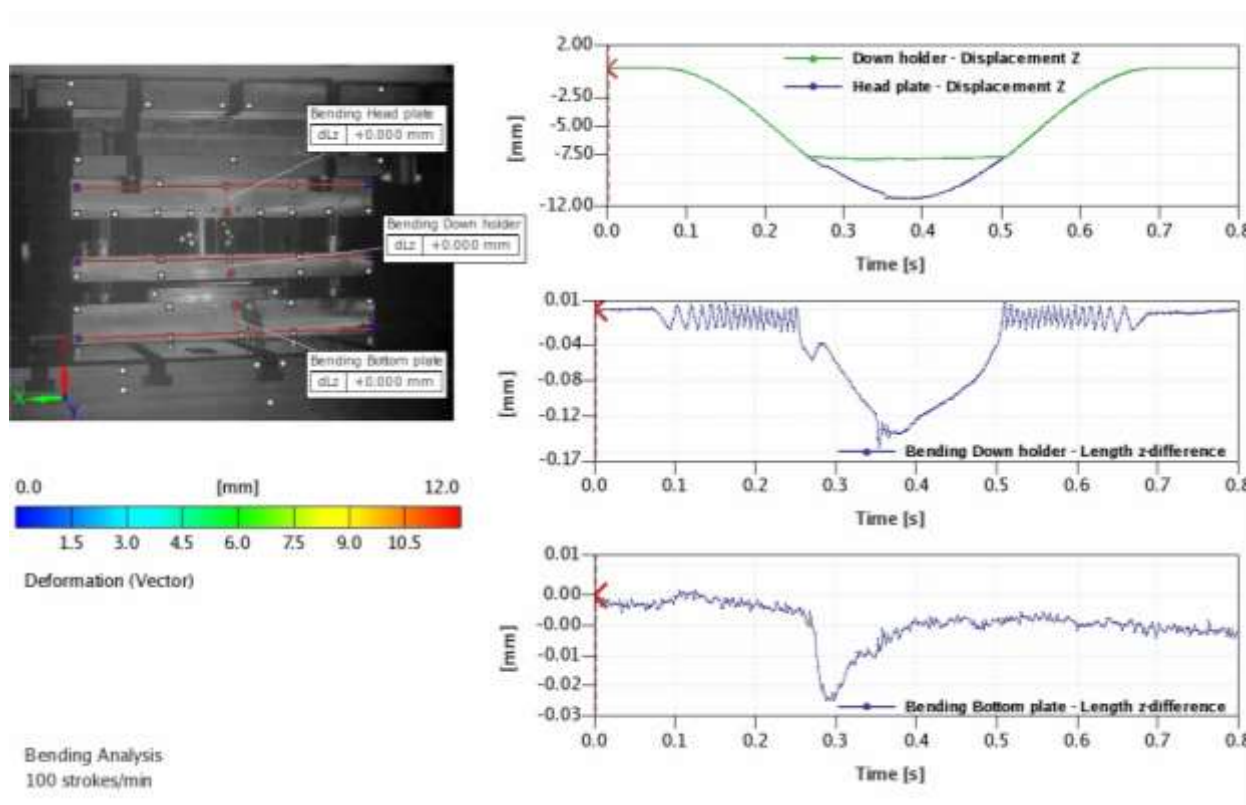 Bending Head plate
dLz +0.000 mm
Bending Down holder
dLz +0.000 mm
Bending Bottom plate
dLz +0.000 mm
X
Y
0.0 [mm] 12.0
1.5 3.0 4.5 6.0 7.5 9.0 10.5
Deformation (Vector)
Bending Analysis
100 strokes/min
2.00
-2.50
-5.00
-7.50
-12.00
[mm]
Down holder - Displacement Z
Head plate - Displacement Z
0.0 0.1 0.2 0.3 0.4 0.5 0.6 0.7 0.8
Time [s]
0.01
-0.04
-0.08
-0.12
-0.17
[mm]
Bending Down holder - Length z-difference
0.0 0.1 0.2 0.3 0.4 0.5 0.6 0.7 0.8
Time [s]
0.01
0.00
-0.00
-0.01
-0.02
-0.03
[mm]
Bending Bottom plate - Length z-difference
0.0 0.1 0.2 0.3 0.4 0.5 0.6 0.7 0.8
Time [s]